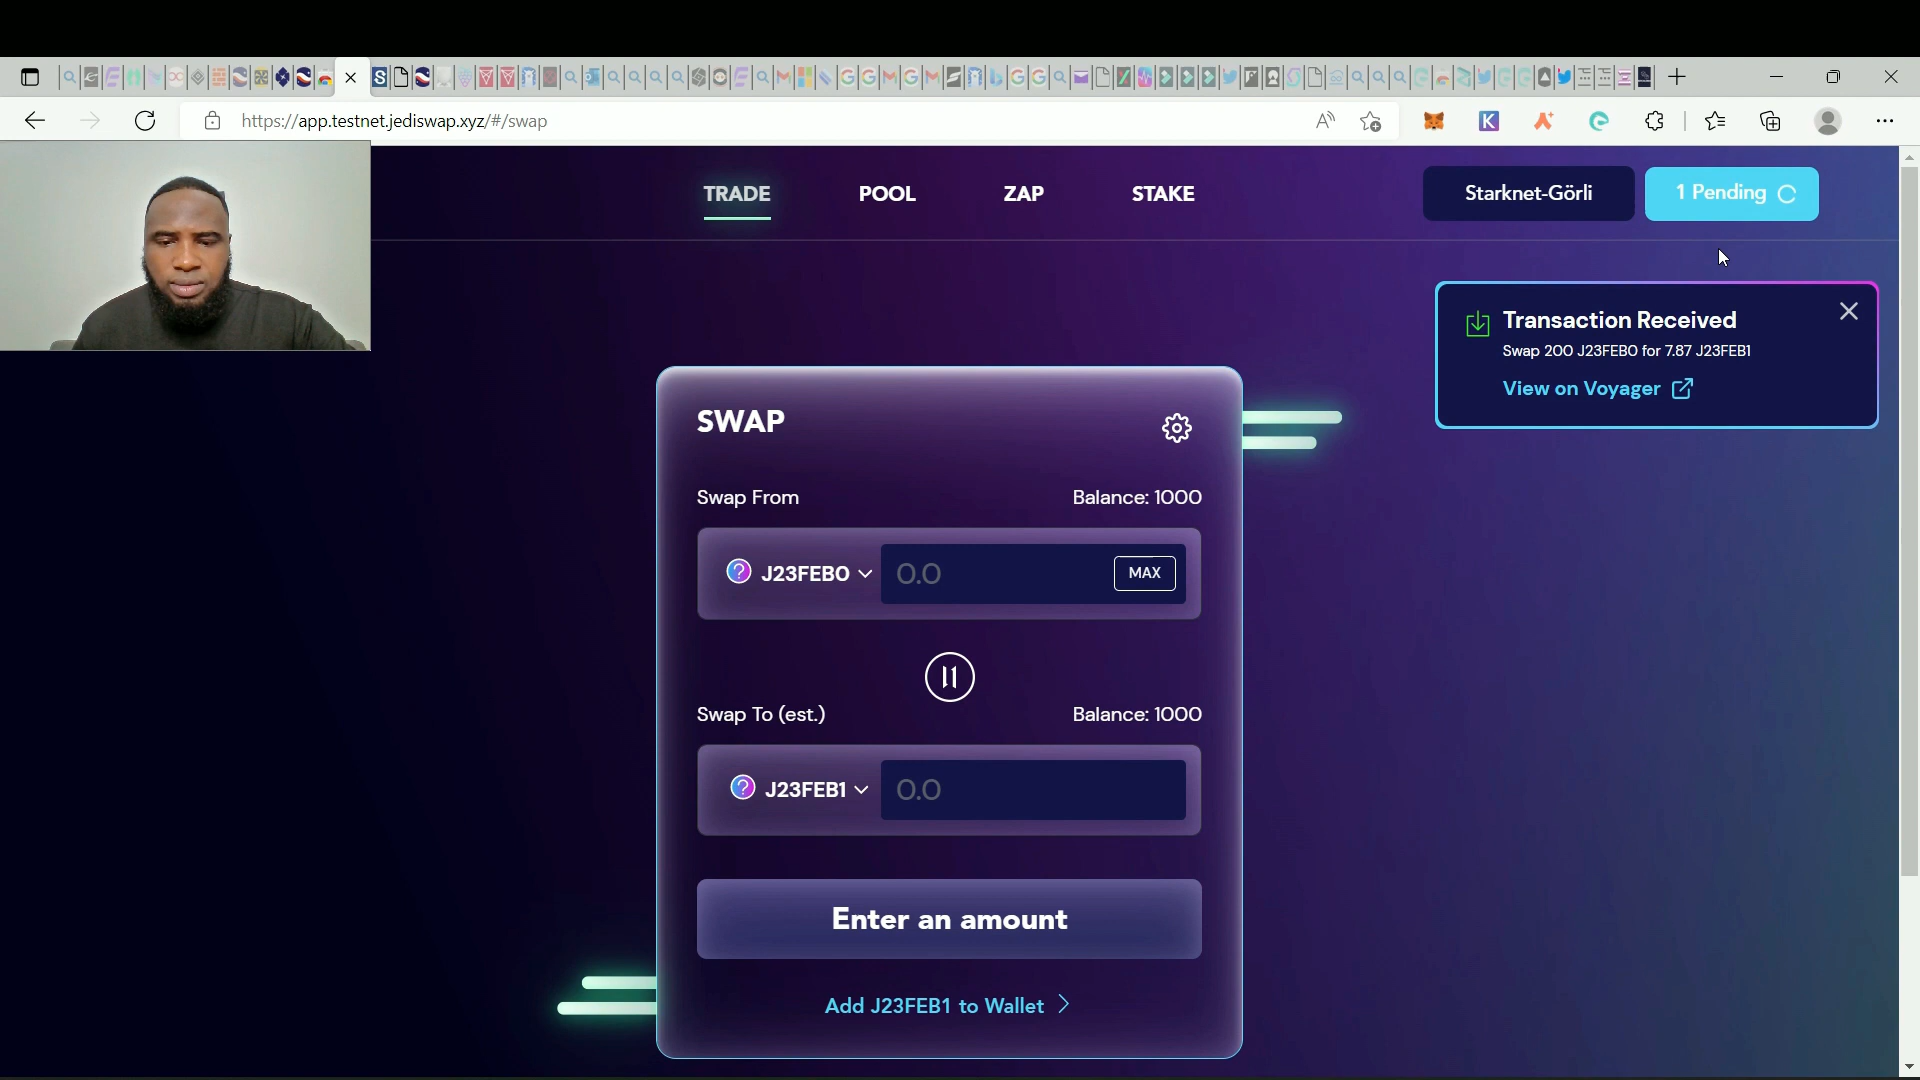 https://app.testnet.jediswap.xyz/#/swap
TRADE
POOL
ZAP
STAKE
Starknet-Görli
1 Pending
Transaction Received
Swap 200 J23FEB0 for 7.87 J23FEB1
View on Voyager
SWAP
Swap From
Balance: 1000
J23FEB0
0.0
MAX
Swap To (est.)
Balance: 1000
J23FEB1
0.0
Enter an amount
Add J23FEB1 to Wallet